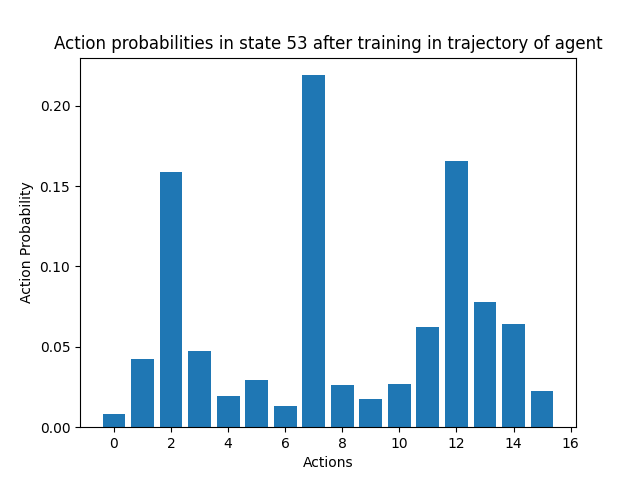 Action probabilities in state 53 after training in trajectory of agent
0.20
0.15
0.10
0.05
0.00
Action Probability
0 2 4 6 8 10 12 14 16
Actions